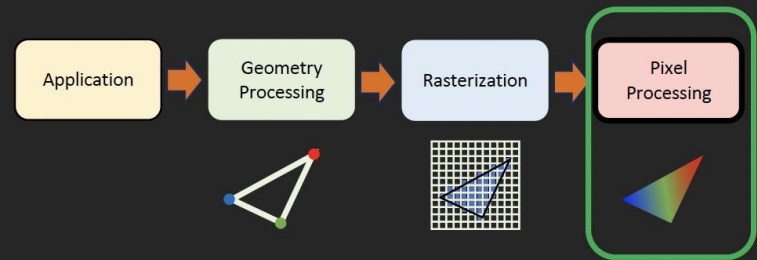 Application
Geometry
Processing
Rasterization
Pixel
Processing